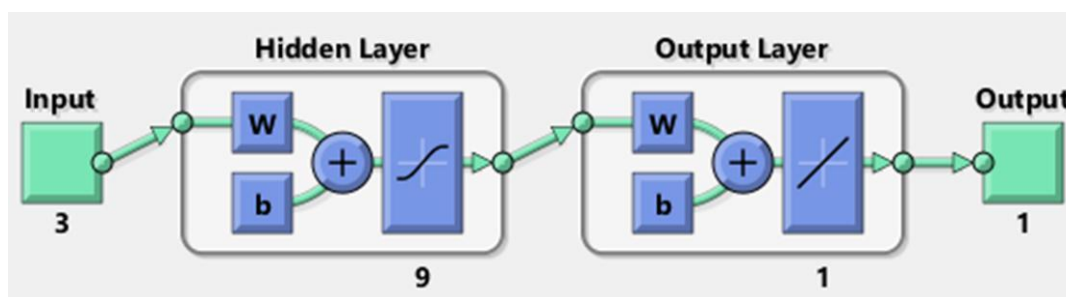 Hidden Layer
Output Layer
Input
W
b
+
W
b
+
Output
3
9
1
1